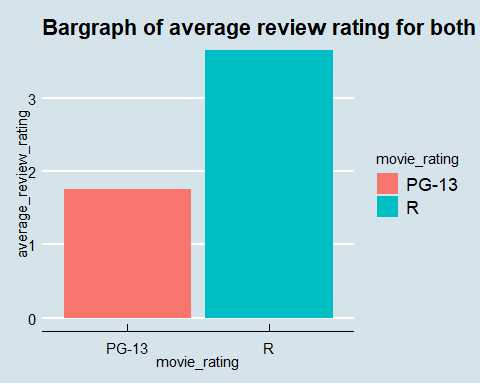 Bargraph of average review rating for both
average_review_rating
3
2
1
0
PG-13
R
movie_rating
movie_rating
PG-13
R